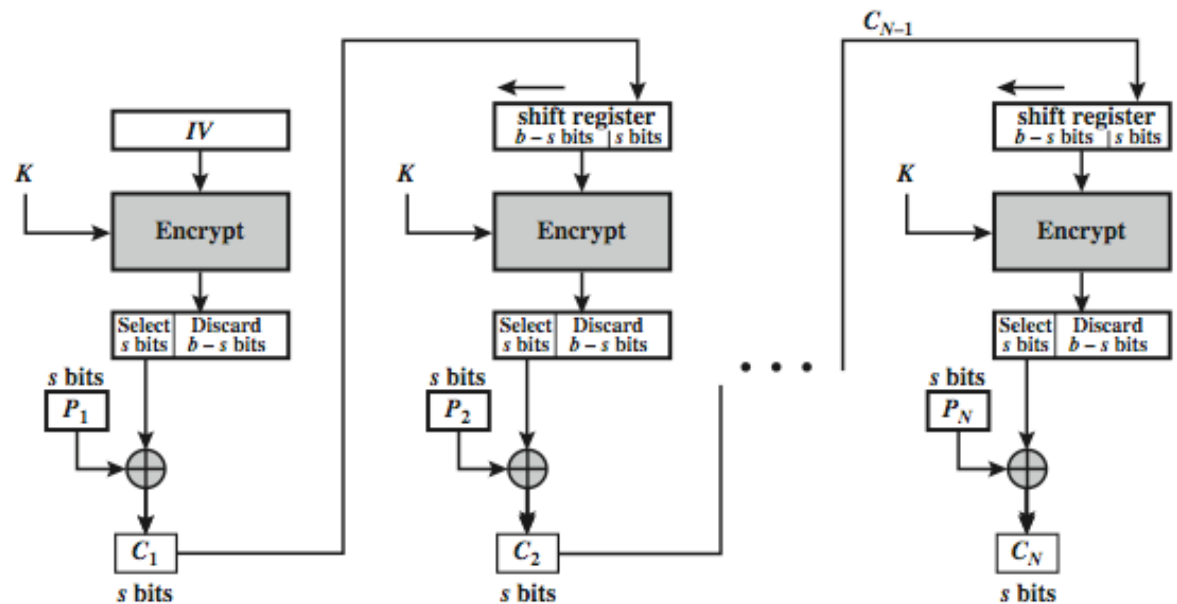 C_{N–1}
IV
K
Encrypt
Select Discard
s bits b – s bits
s bits
P_1
C_1
s bits
shift register
b – s bits | s bits
K
Encrypt
Select Discard
s bits b – s bits
s bits
P_2
C_2
s bits
• • •
shift register
b – s bits | s bits
K
Encrypt
Select Discard
s bits b – s bits
s bits
P_N
C_N
s bits